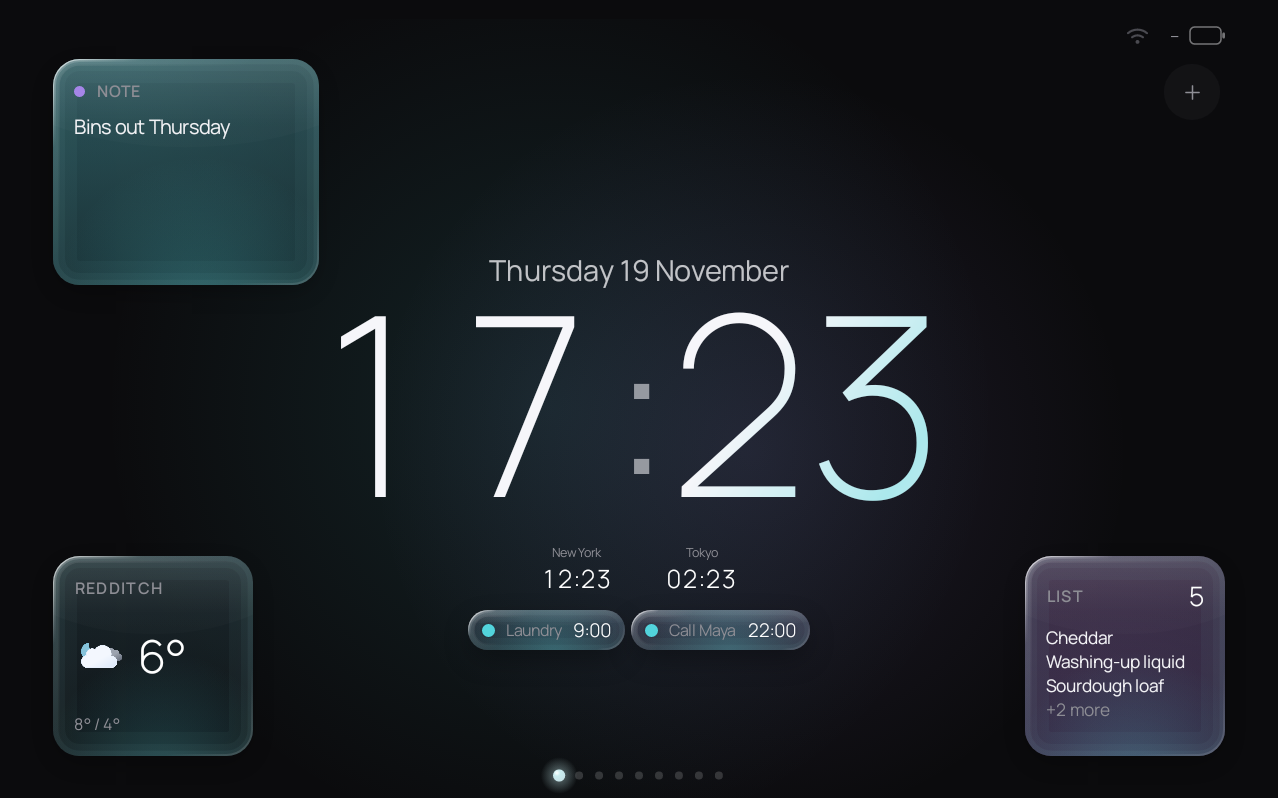 –
NOTE
Bins out Thursday
+
Thursday 19 November
17:23
New York
12:23
Tokyo
02:23
Laundry 9:00
Call Maya 22:00
REDDITCH
6°
8° / 4°
LIST 5
Cheddar
Washing-up liquid
Sourdough loaf
+2 more